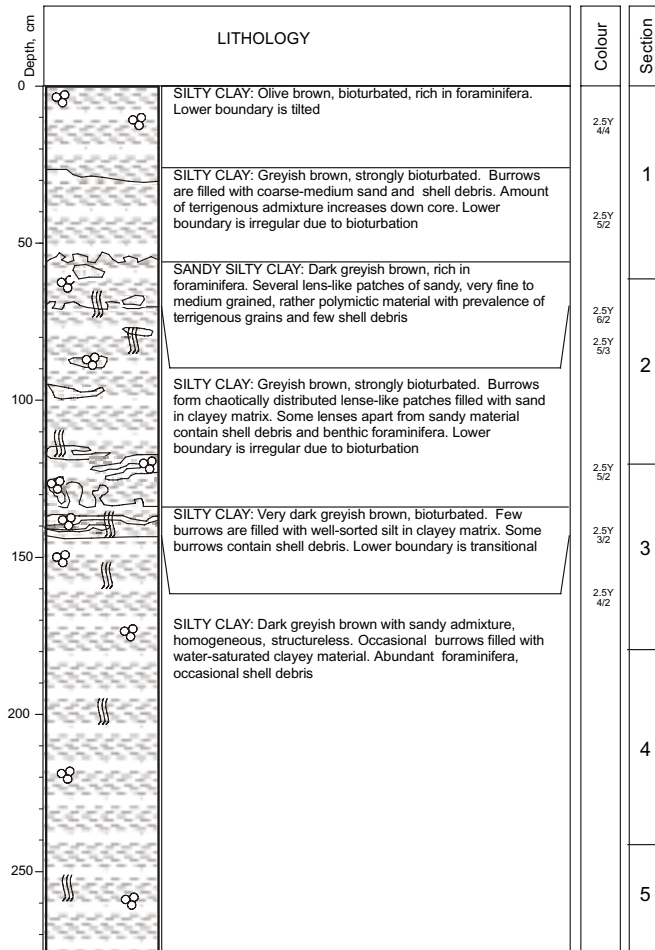 LITHOLOGY
Depth, cm
Colour
Section
0
50
100
150
200
250
SILTY CLAY: Olive brown, bioturbated, rich in foraminifera.
Lower boundary is tilted
SILTY CLAY: Greyish brown, strongly bioturbated. Burrows
are filled with coarse-medium sand and shell debris. Amount
of terrigenous admixture increases down core. Lower
boundary is irregular due to bioturbation
SANDY SILTY CLAY: Dark greyish brown, rich in
foraminifera. Several lens-like patches of sandy, very fine to
medium grained, rather polymictic material with prevalence of
terrigenous grains and few shell debris
SILTY CLAY: Greyish brown, strongly bioturbated. Burrows
form chaotically distributed lense-like patches filled with sand
in clayey matrix. Some lenses apart from sandy material
contain shell debris and benthic foraminifera. Lower
boundary is irregular due to bioturbation
SILTY CLAY: Very dark greyish brown, bioturbated. Few
burrows are filled with well-sorted silt in clayey matrix. Some
burrows contain shell debris. Lower boundary is transitional
SILTY CLAY: Dark greyish brown with sandy admixture,
homogeneous, structureless. Occasional burrows filled with
water-saturated clayey material. Abundant foraminifera,
occasional shell debris
2.5Y
4/4
2.5Y
5/2
2.5Y
6/2
2.5Y
5/3
2.5Y
5/2
2.5Y
3/2
2.5Y
4/2
1
2
3
4
5